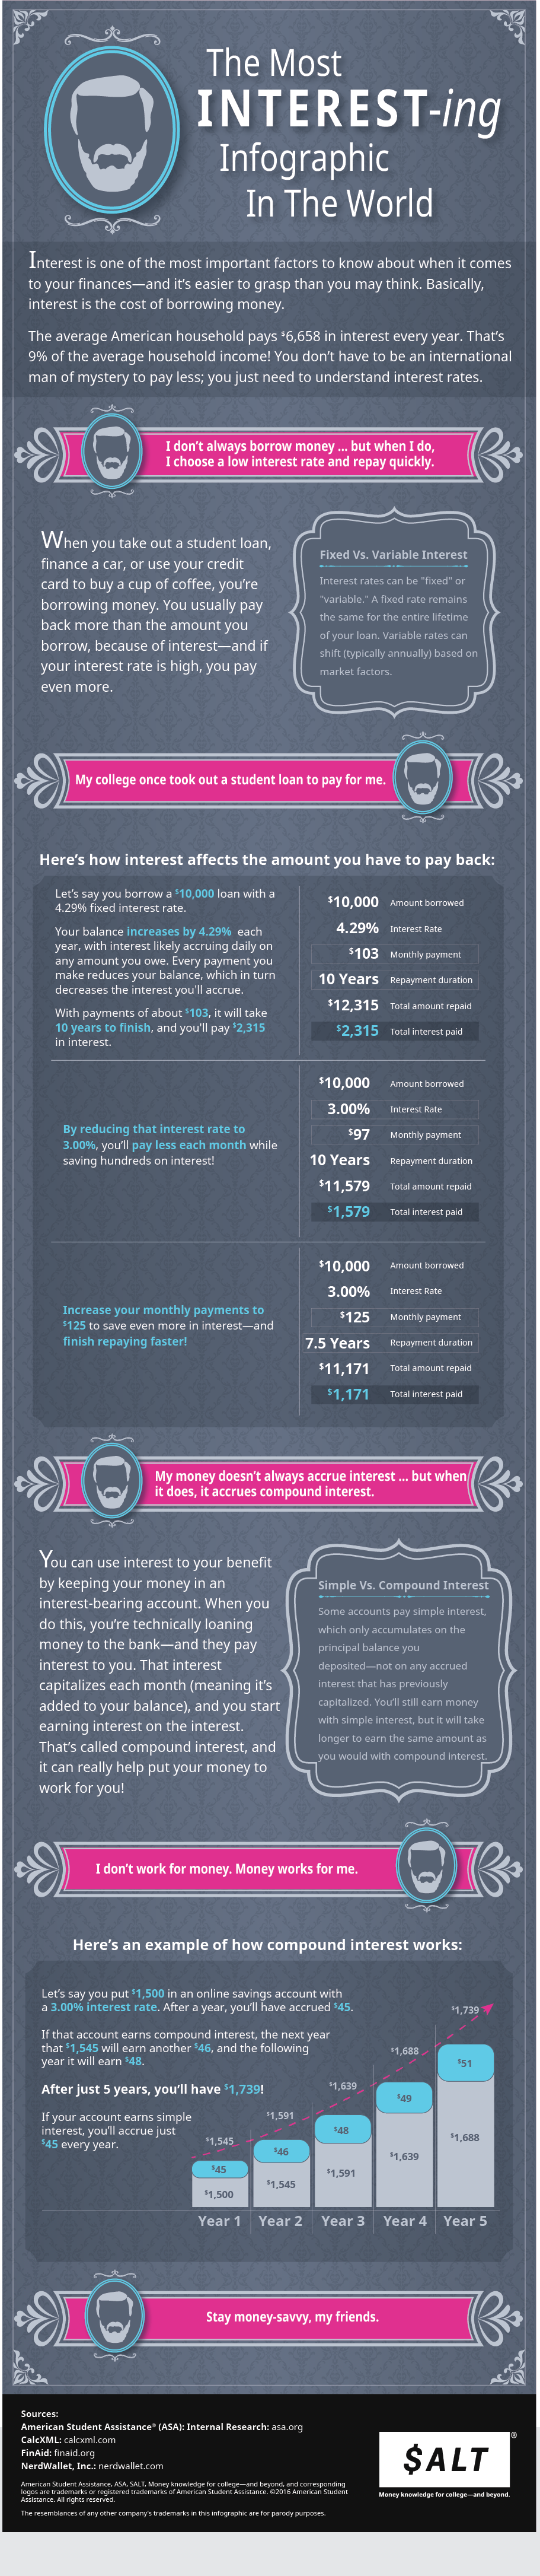 The Most
INTEREST-ing
Infographic
In The World
Interest is one of the most important factors to know about when it comes
to your finances—and it's easier to grasp than you may think. Basically,
interest is the cost of borrowing money.
The average American household pays $6,658 in interest every year. That's
9% of the average household income! You don't have to be an international
man of mystery to pay less; you just need to understand interest rates.
I don't always borrow money ... but when I do,
I choose a low interest rate and repay quickly.
When you take out a student loan,
finance a car, or use your credit
card to buy a cup of coffee, you're
borrowing money. You usually pay
back more than the amount you
borrow, because of interest—and if
your interest rate is high, you pay
even more.
Fixed Vs. Variable Interest
Interest rates can be "fixed" or
"variable." A fixed rate remains
the same for the entire lifetime
of your loan. Variable rates can
shift (typically annually) based on
market factors.
My college once took out a student loan to pay for me.
Here's how interest affects the amount you have to pay back:
Let's say you borrow a $10,000 loan with a
4.29% fixed interest rate.
Your balance increases by 4.29% each
year, with interest likely accruing daily on
any amount you owe. Every payment you
make reduces your balance, which in turn
decreases the interest you'll accrue.
With payments of about $103, it will take
10 years to finish, and you'll pay $2,315
in interest.
$10,000 Amount borrowed
4.29% Interest Rate
$103 Monthly payment
10 Years Repayment duration
$12,315 Total amount repaid
$2,315 Total interest paid
By reducing that interest rate to
3.00%, you'll pay less each month while
saving hundreds on interest!
$10,000 Amount borrowed
3.00% Interest Rate
$97 Monthly payment
10 Years Repayment duration
$11,579 Total amount repaid
$1,579 Total interest paid
Increase your monthly payments to
$125 to save even more in interest—and
finish repaying faster!
$10,000 Amount borrowed
3.00% Interest Rate
$125 Monthly payment
7.5 Years Repayment duration
$11,171 Total amount repaid
$1,171 Total interest paid
My money doesn't always accrue interest ... but when
it does, it accrues compound interest.
You can use interest to your benefit
by keeping your money in an
interest-bearing account. When you
do this, you're technically loaning
money to the bank—and they pay
interest to you. That interest
capitalizes each month (meaning it's
added to your balance), and you start
earning interest on the interest.
That's called compound interest, and
it can really help put your money to
work for you!
Simple Vs. Compound Interest
Some accounts pay simple interest,
which only accumulates on the
principal balance you
deposited—not on any accrued
interest that has previously
capitalized. You'll still earn money
with simple interest, but it will take
longer to earn the same amount as
you would with compound interest.
I don't work for money. Money works for me.
Here's an example of how compound interest works:
Let's say you put $1,500 in an online savings account with
a 3.00% interest rate. After a year, you'll have accrued $45.
If that account earns compound interest, the next year
that $1,545 will earn another $46, and the following
year it will earn $48.
After just 5 years, you'll have $1,739!
If your account earns simple
interest, you'll accrue just
$45 every year.
$1,545 $1,591 $1,639 $1,688 $1,739
$45 $46 $48 $49 $51
$1,500 $1,545 $1,591 $1,639 $1,688
Year 1 Year 2 Year 3 Year 4 Year 5
Stay money-savvy, my friends.
Sources:
American Student Assistance® (ASA): Internal Research: asa.org
CalcXML: calcxml.com
FinAid: finaid.org
NerdWallet, Inc.: nerdwallet.com
American Student Assistance, ASA, SALT, Money knowledge for college—and beyond, and corresponding
logos are trademarks or registered trademarks of American Student Assistance. ©2016 American Student
Assistance. All rights reserved.
The resemblances of any other company's trademarks in this infographic are for parody purposes.
$ALT®
Money knowledge for college—and beyond.